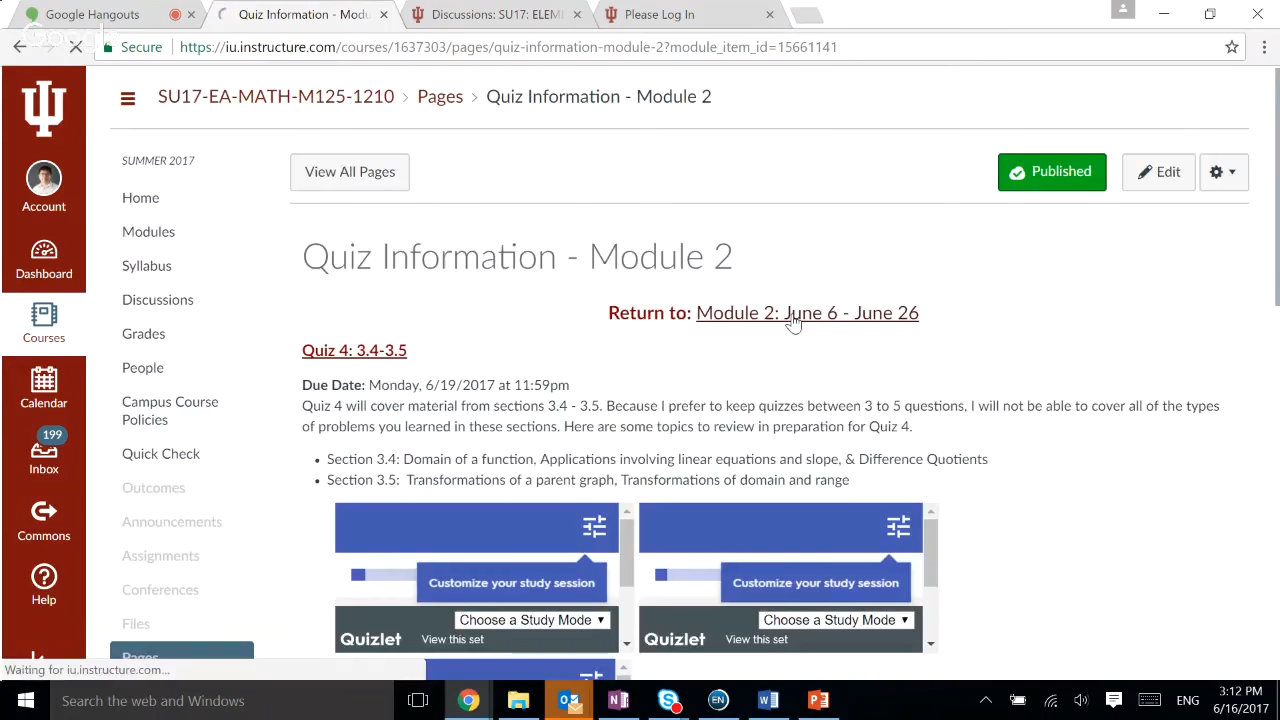 Google Hangouts
Quiz Information - Modu
Discussions: SU17: ELEM
Please Log In
Google
Secure
https://iu.instructure.com/courses/1637303/pages/quiz-information-module-2?module_item_id=15661141
SU17-EA-MATH-M125-1210 > Pages > Quiz Information - Module 2
Account
Dashboard
Courses
Calendar
199
Inbox
Commons
Help
SUMMER 2017
Home
Modules
Syllabus
Discussions
Grades
People
Campus Course
Policies
Quick Check
Outcomes
Announcements
Assignments
Conferences
Files
Pages
View All Pages
Published
Edit
Quiz Information - Module 2
Return to: Module 2: June 6 - June 26
Quiz 4: 3.4-3.5
Due Date: Monday, 6/19/2017 at 11:59pm
Quiz 4 will cover material from sections 3.4 - 3.5. Because I prefer to keep quizzes between 3 to 5 questions, I will not be able to cover all of the types
of problems you learned in these sections. Here are some topics to review in preparation for Quiz 4.
• Section 3.4: Domain of a function, Applications involving linear equations and slope, & Difference Quotients
• Section 3.5: Transformations of a parent graph, Transformations of domain and range
Customize your study session
Choose a Study Mode
Quizlet View this set
Customize your study session
Choose a Study Mode
Quizlet View this set
Waiting for iu.instructure.com...
Search the web and Windows
EN
ENG
3:12 PM
6/16/2017